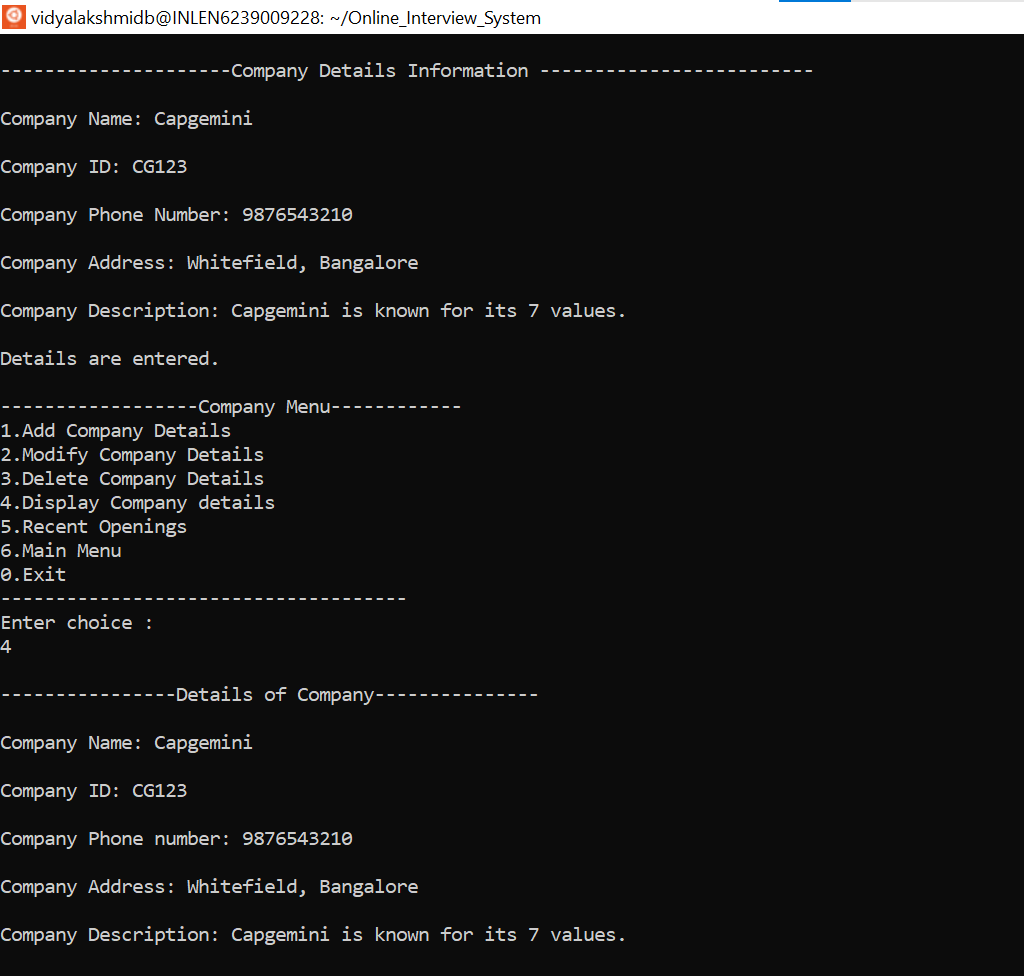 vidyalakshmidb@INLEN6239009228: ~/Online_Interview_System
---------------------Company Details Information -------------------------
Company Name: Capgemini
Company ID: CG123
Company Phone Number: 9876543210
Company Address: Whitefield, Bangalore
Company Description: Capgemini is known for its 7 values.
Details are entered.
------------------Company Menu------------
1.Add Company Details
2.Modify Company Details
3.Delete Company Details
4.Display Company details
5.Recent Openings
6.Main Menu
0.Exit
-------------------------------------
Enter choice :
4
----------------Details of Company---------------
Company Name: Capgemini
Company ID: CG123
Company Phone number: 9876543210
Company Address: Whitefield, Bangalore
Company Description: Capgemini is known for its 7 values.